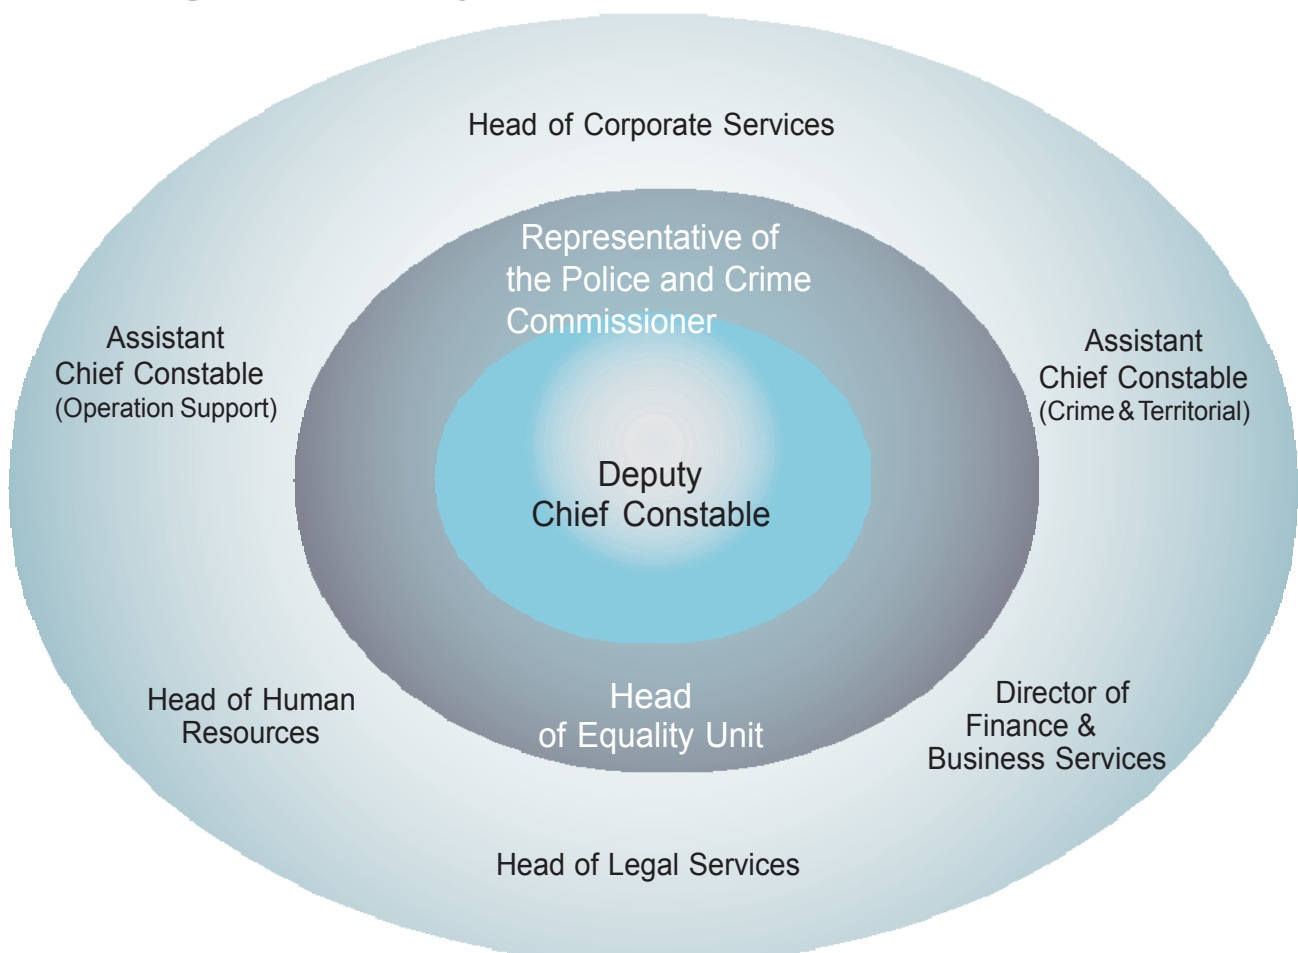 Head of Corporate Services
Representative of
the Police and Crime
Commissioner
Assistant
Chief Constable
(Operation Support)
Assistant
Chief Constable
(Crime & Territorial)
Deputy
Chief Constable
Head of Human
Resources
Head
of Equality Unit
Director of
Finance &
Business Services
Head of Legal Services